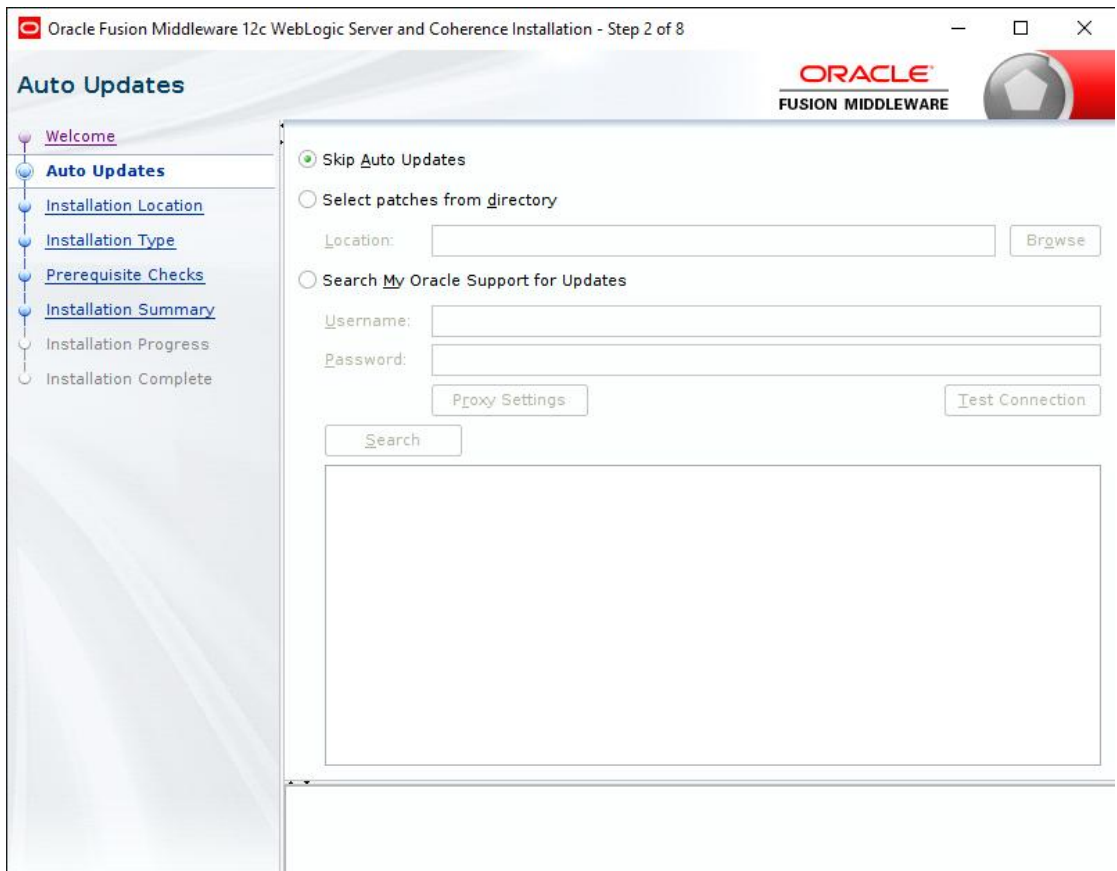 Oracle Fusion Middleware 12c WebLogic Server and Coherence Installation - Step 2 of 8
Auto Updates
ORACLE®
FUSION MIDDLEWARE
Welcome
Auto Updates
Installation Location
Installation Type
Prerequisite Checks
Installation Summary
Installation Progress
Installation Complete
Skip Auto Updates
Select patches from directory
Location:
Browse
Search My Oracle Support for Updates
Username:
Password:
Proxy Settings
Test Connection
Search